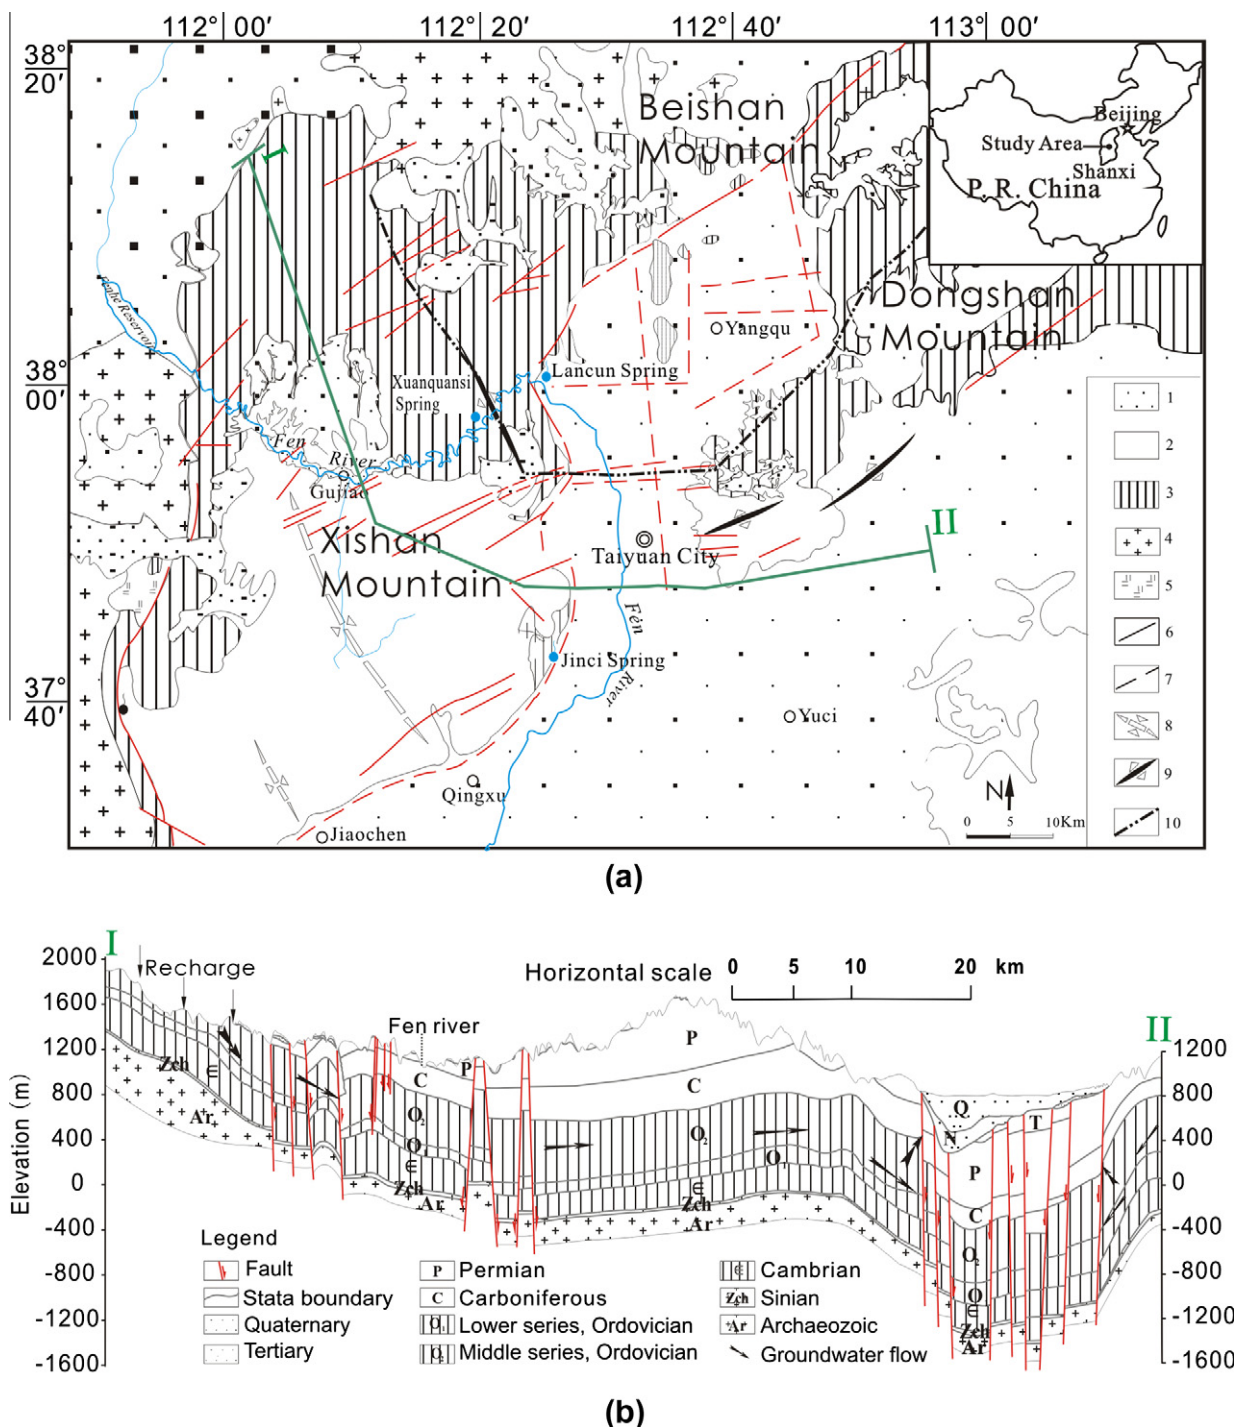 112° 00′ 112° 20′ 112° 40′ 113° 00′
38° 20′
38° 00′
37° 40′
Beishan Mountain
Beijing
Study Area
Shanxi
P. R. China
I
Fenhe Reservoir
Dongshan Mountain
Yangqu
Lancun Spring
Xuanquansi Spring
Fen River
Gujiao
Xishan Mountain
II
Taiyuan City
Fén River
Jinci Spring
Yuci
Qingxu
Jiaochen
N
0 5 10Km
1
2
3
4
5
6
7
8
9
10
(a)
I
2000
1600
1200
800
400
0
-400
-800
-1200
-1600
Elevation (m)
Recharge
Horizontal scale 0 5 10 20 km
Fen river
II
1200
800
400
0
-400
-800
-1200
-1600
Zch
∈
Ar
P
C
O₂
O₁
∈
Zch
Ar
P
C
O₂
O₁
∈
Zch
Ar
Q
N
T
P
C
O₂
O
∈
Zch
Ar
Legend
Fault
Stata boundary
Quaternary
Tertiary
P Permian
C Carboniferous
O₁ Lower series, Ordovician
O₂ Middle series, Ordovician
∈ Cambrian
Zch Sinian
Ar Archaeozoic
Groundwater flow
(b)